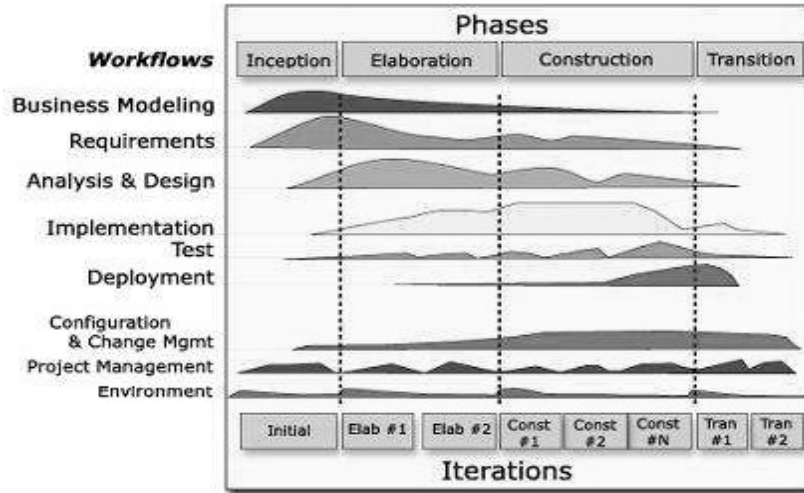 Phases
Workflows
Inception
Elaboration
Construction
Transition
Business Modeling
Requirements
Analysis & Design
Implementation
Test
Deployment
Configuration
& Change Mgmt
Project Management
Environment
Initial
Elab #1
Elab #2
Const
#1
Const
#2
Const
#N
Tran
#1
Tran
#2
Iterations